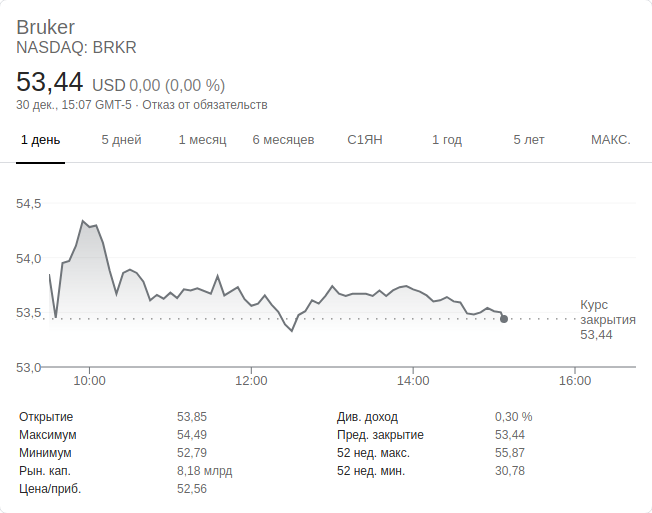 Bruker
NASDAQ: BRKR
53,44 USD 0,00 (0,00 %)
30 дек., 15:07 GMT-5 · Отказ от обязательств
1 день 5 дней 1 месяц 6 месяцев С1ЯН 1 год 5 лет МАКС.
54,5
54,0
53,5
53,0
Курс
закрытия
53,44
10:00 12:00 14:00 16:00
Открытие 53,85
Максимум 54,49
Минимум 52,79
Рын. кап. 8,18 млрд
Цена/приб. 52,56
Див. доход 0,30 %
Пред. закрытие 53,44
52 нед. макс. 55,87
52 нед. мин. 30,78